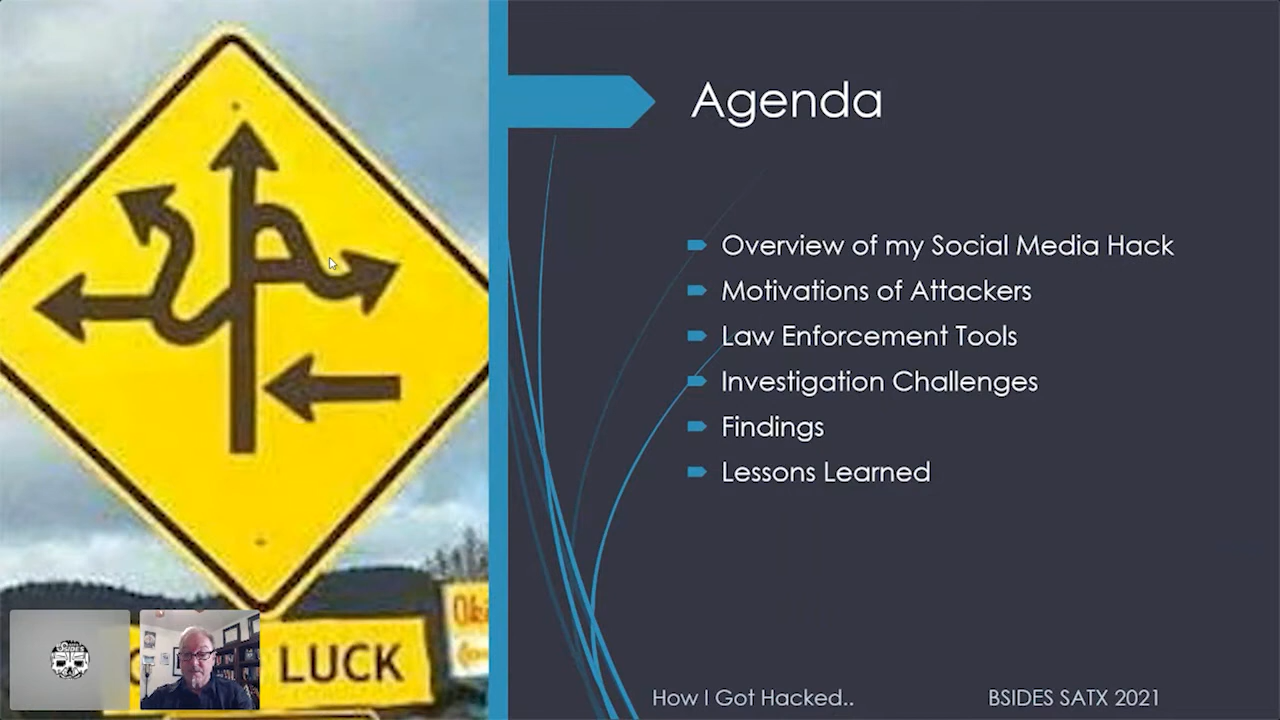 Agenda
Overview of my Social Media Hack
Motivations of Attackers
Law Enforcement Tools
Investigation Challenges
Findings
Lessons Learned
LUCK
How I Got Hacked..
BSIDES SATX 2021